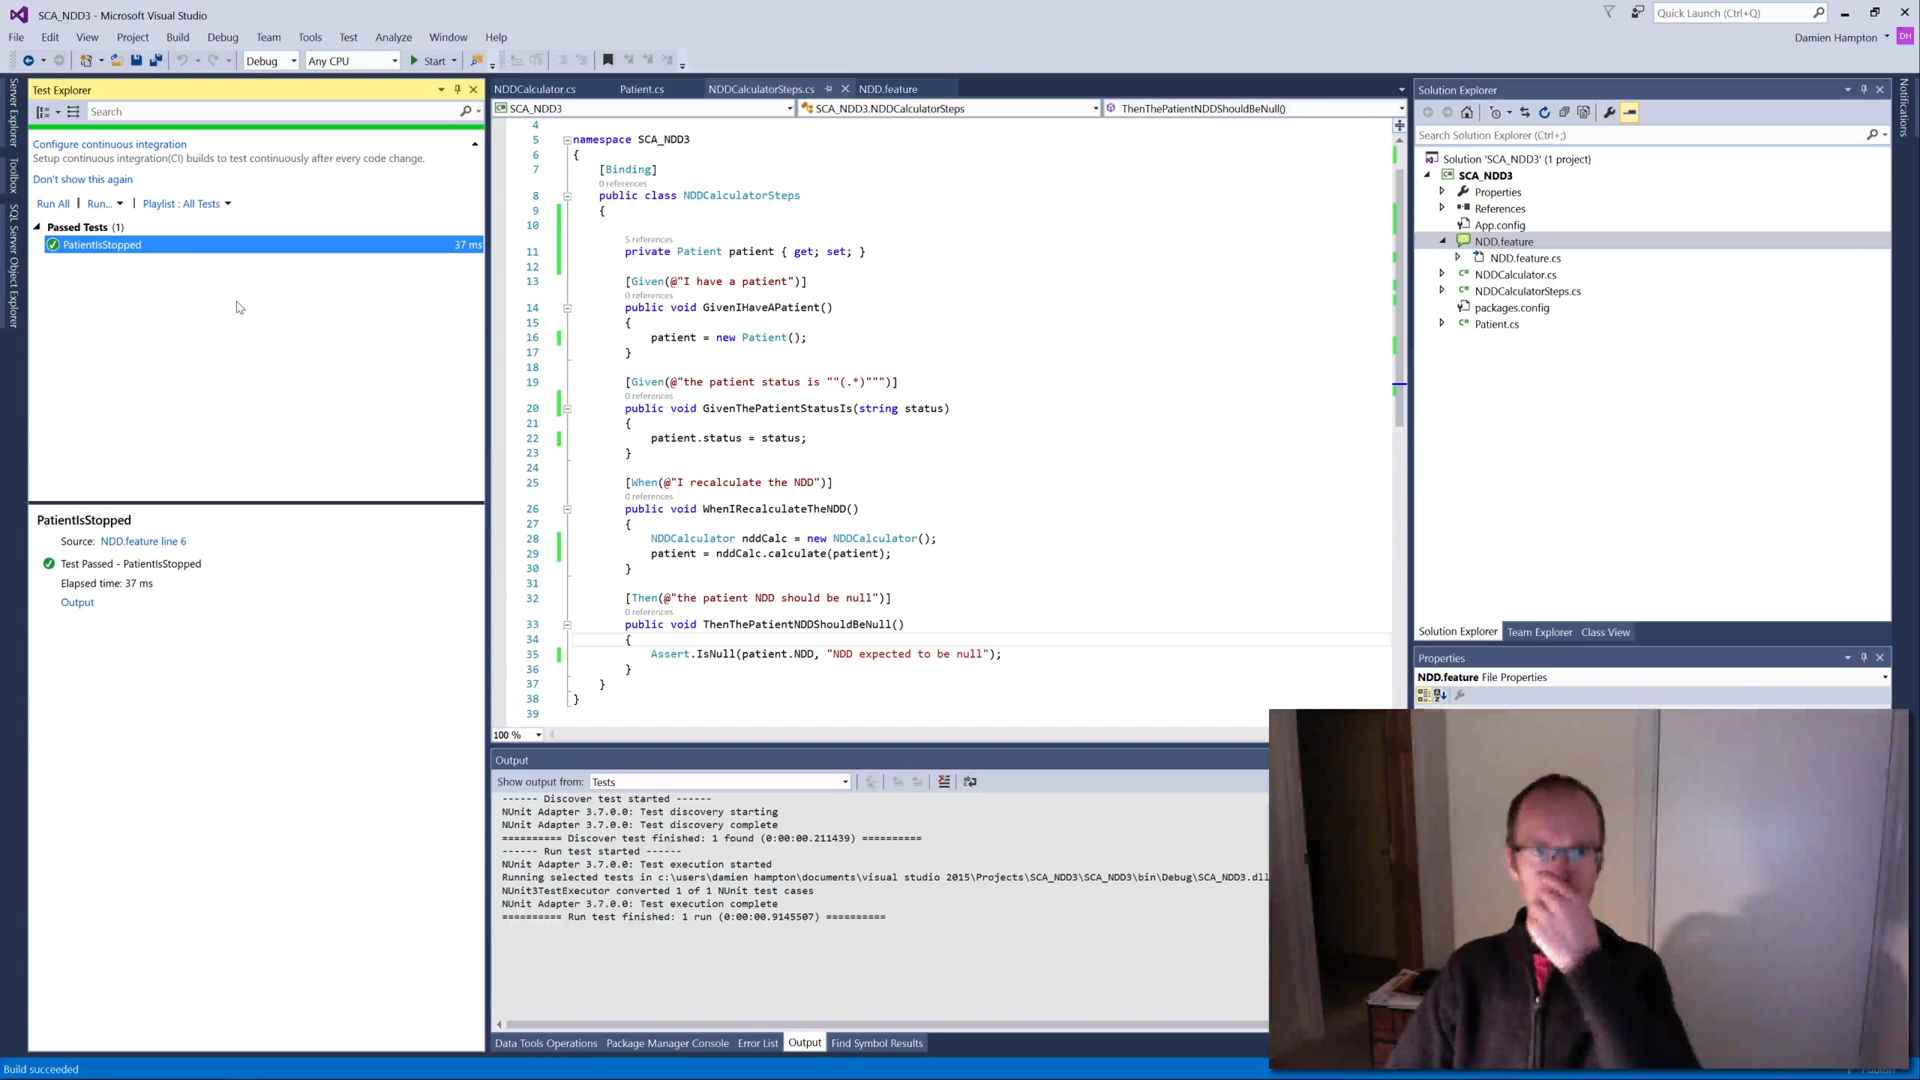 SCA_NDD3 - Microsoft Visual Studio
Quick Launch (Ctrl+Q)
File Edit View Project Build Debug Team Tools Test Analyze Window Help
Damien Hampton DH
Debug Any CPU Start
Server Explorer
Toolbox
SQL Server Object Explorer
Test Explorer
Search
Configure continuous integration
Setup continuous integration(CI) builds to test continuously after every code change.
Don't show this again
Run All Run... Playlist : All Tests
Passed Tests (1)
PatientIsStopped 37 ms
PatientIsStopped
Source: NDD.feature line 6
Test Passed - PatientIsStopped
Elapsed time: 37 ms
Output
NDDCalculator.cs Patient.cs NDDCalculatorSteps.cs NDD.feature
SCA_NDD3 SCA_NDD3.NDDCalculatorSteps ThenThePatientNDDShouldBeNull()
4
5 namespace SCA_NDD3
6 {
7 [Binding]
0 references
8 public class NDDCalculatorSteps
9 {
10
5 references
11 private Patient patient { get; set; }
12
13 [Given(@"I have a patient")]
0 references
14 public void GivenIHaveAPatient()
15 {
16 patient = new Patient();
17 }
18
19 [Given(@"the patient status is ""(.*)""")]
0 references
20 public void GivenThePatientStatusIs(string status)
21 {
22 patient.status = status;
23 }
24
25 [When(@"I recalculate the NDD")]
0 references
26 public void WhenIRecalculateTheNDD()
27 {
28 NDDCalculator nddCalc = new NDDCalculator();
29 patient = nddCalc.calculate(patient);
30 }
31
32 [Then(@"the patient NDD should be null")]
0 references
33 public void ThenThePatientNDDShouldBeNull()
34 {
35 Assert.IsNull(patient.NDD, "NDD expected to be null");
36 }
37 }
38 }
39
100 %
Output
Show output from: Tests
------ Discover test started ------
NUnit Adapter 3.7.0.0: Test discovery starting
NUnit Adapter 3.7.0.0: Test discovery complete
========== Discover test finished: 1 found (0:00:00.211439) ==========
------ Run test started ------
NUnit Adapter 3.7.0.0: Test execution started
Running selected tests in c:\users\damien hampton\documents\visual studio 2015\Projects\SCA_NDD3\SCA_NDD3\bin\Debug\SCA_NDD3.dll
NUnit3TestExecutor converted 1 of 1 NUnit test cases
NUnit Adapter 3.7.0.0: Test execution complete
========== Run test finished: 1 run (0:00:00.9145507) ==========
Data Tools Operations Package Manager Console Error List Output Find Symbol Results
Solution Explorer
Search Solution Explorer (Ctrl+;)
Solution 'SCA_NDD3' (1 project)
SCA_NDD3
Properties
References
App.config
NDD.feature
NDD.feature.cs
NDDCalculator.cs
NDDCalculatorSteps.cs
packages.config
Patient.cs
Solution Explorer Team Explorer Class View
Properties
NDD.feature File Properties
Notifications
Build succeeded